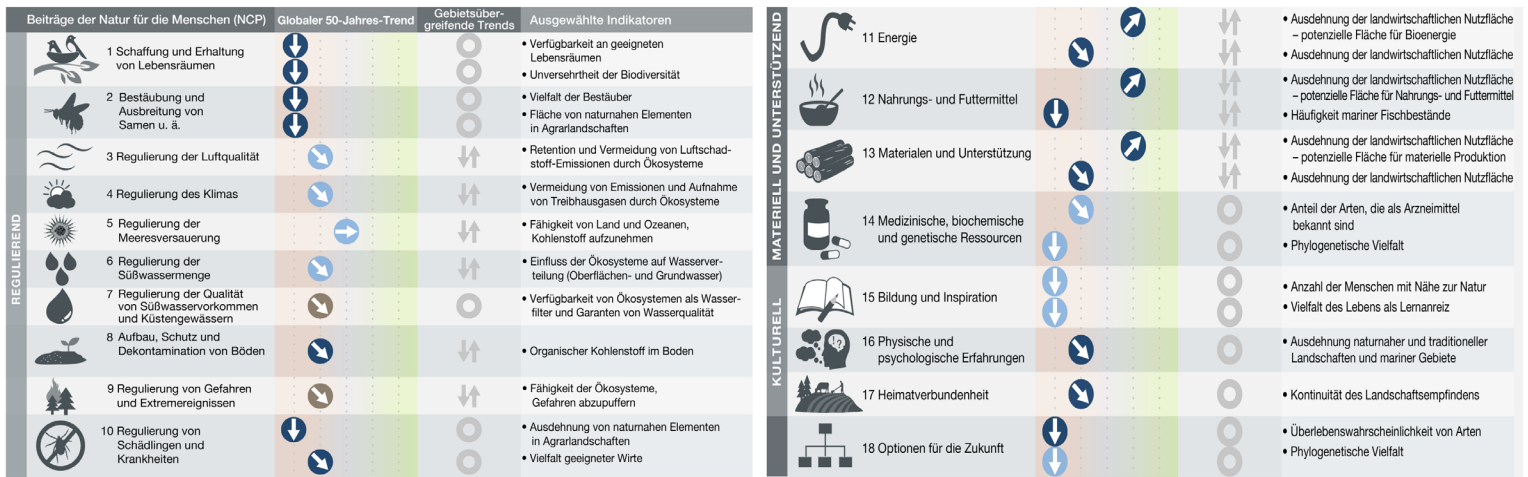 Beiträge der Natur für die Menschen (NCP)
Globaler 50-Jahres-Trend
Gebietsüber-
greifende Trends
Ausgewählte Indikatoren
REGULIEREND
1 Schaffung und Erhaltung
von Lebensräumen
• Verfügbarkeit an geeigneten
Lebensräumen
• Unversehrtheit der Biodiversität
2 Bestäubung und
Ausbreitung von
Samen u. ä.
• Vielfalt der Bestäuber
• Fläche von naturnahen Elementen
in Agrarlandschaften
3 Regulierung der Luftqualität
• Retention und Vermeidung von Luftschad-
stoff-Emissionen durch Ökosysteme
4 Regulierung des Klimas
• Vermeidung von Emissionen und Aufnahme
von Treibhausgasen durch Ökosysteme
5 Regulierung der
Meeresversauerung
• Fähigkeit von Land und Ozeanen,
Kohlenstoff aufzunehmen
6 Regulierung der
Süßwassermenge
• Einfluss der Ökosysteme auf Wasserver-
teilung (Oberflächen- und Grundwasser)
7 Regulierung der Qualität
von Süßwasservorkommen
und Küstengewässern
• Verfügbarkeit von Ökosystemen als Wasser-
filter und Garanten von Wasserqualität
8 Aufbau, Schutz und
Dekontamination von Böden
• Organischer Kohlenstoff im Boden
9 Regulierung von Gefahren
und Extremereignissen
• Fähigkeit der Ökosysteme,
Gefahren abzupuffern
10 Regulierung von
Schädlingen und
Krankheiten
• Ausdehnung von naturnahen Elementen
in Agrarlandschaften
• Vielfalt geeigneter Wirte
MATERIELL UND UNTERSTÜTZEND
11 Energie
• Ausdehnung der landwirtschaftlichen Nutzfläche
– potenzielle Fläche für Bioenergie
• Ausdehnung der landwirtschaftlichen Nutzfläche
12 Nahrungs- und Futtermittel
• Ausdehnung der landwirtschaftlichen Nutzfläche
– potenzielle Fläche für Nahrungs- und Futtermittel
• Häufigkeit mariner Fischbestände
13 Materialen und Unterstützung
• Ausdehnung der landwirtschaftlichen Nutzfläche
– potenzielle Fläche für materielle Produktion
• Ausdehnung der landwirtschaftlichen Nutzfläche
14 Medizinische, biochemische
und genetische Ressourcen
• Anteil der Arten, die als Arzneimittel
bekannt sind
• Phylogenetische Vielfalt
KULTURELL
15 Bildung und Inspiration
• Anzahl der Menschen mit Nähe zur Natur
• Vielfalt des Lebens als Lernanreiz
16 Physische und
psychologische Erfahrungen
• Ausdehnung naturnaher und traditioneller
Landschaften und mariner Gebiete
17 Heimatverbundenheit
• Kontinuität des Landschaftsempfindens
18 Optionen für die Zukunft
• Überlebenswahrscheinlichkeit von Arten
• Phylogenetische Vielfalt